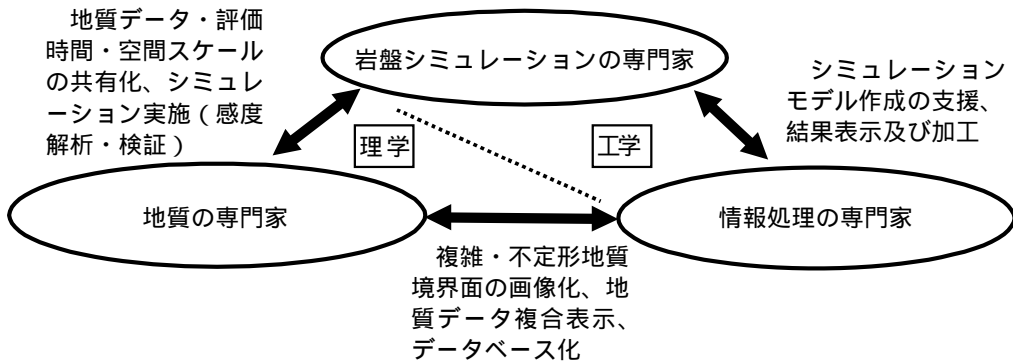 地質データ・評価
時間・空間スケール
の共有化、シミュレ
ーション実施(感度
解析・検証)
岩盤シミュレーションの専門家
シミュレーション
モデル作成の支援、
結果表示及び加工
理学
工学
地質の専門家
情報処理の専門家
複雑・不定形地質
境界面の画像化、地
質データ複合表示、
データベース化